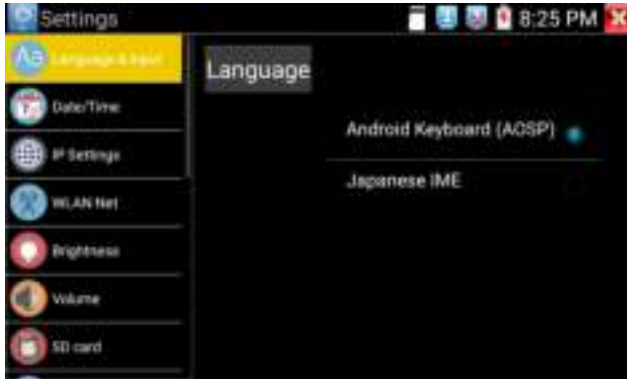 Settings
8:25 PM
Language & Input
Language
Date/Time
Android Keyboard (AOSP)
IP Settings
Japanese IME
WLAN Net
Brightness
Volume
SD card